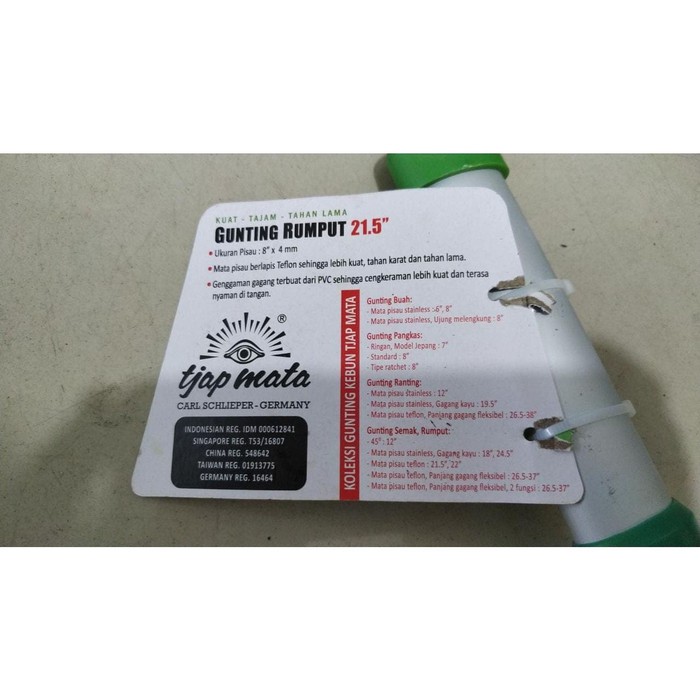 KUAT - TAJAM - TAHAN LAMA
GUNTING RUMPUT 21.5"
• Ukuran Pisau : 8" x 4 mm
• Mata pisau berlapis Teflon sehingga lebih kuat, tahan karat dan tahan lama.
• Genggaman gagang terbuat dari PVC sehingga cengkeraman lebih kuat dan terasa
nyaman di tangan.
®
tjap mata
CARL SCHLIEPER - GERMANY
INDONESIAN REG. IDM 000612841
SINGAPORE REG. T53/16807
CHINA REG. 548642
TAIWAN REG. 01913775
GERMANY REG. 16464
KOLEKSI GUNTING KEBUN TJAP MATA
Gunting Buah:
- Mata pisau stainless : 6", 8"
- Mata pisau stainless, Ujung melengkung : 8"
Gunting Pangkas:
- Ringan, Model Jepang : 7"
- Standard : 8"
- Tipe ratchet : 8"
Gunting Ranting:
- Mata pisau stainless : 12"
- Mata pisau stainless, Gagang kayu : 19.5"
- Mata pisau teflon, Panjang gagang fleksibel : 26.5-38"
Gunting Semak, Rumput:
- 45° : 12"
- Mata pisau stainless, Gagang kayu : 18", 24.5"
- Mata pisau teflon : 21.5", 22"
- Mata pisau teflon, Panjang gagang fleksibel : 26.5-37"
- Mata pisau teflon, Panjang gagang fleksibel, 2 fungsi : 26.5-37"